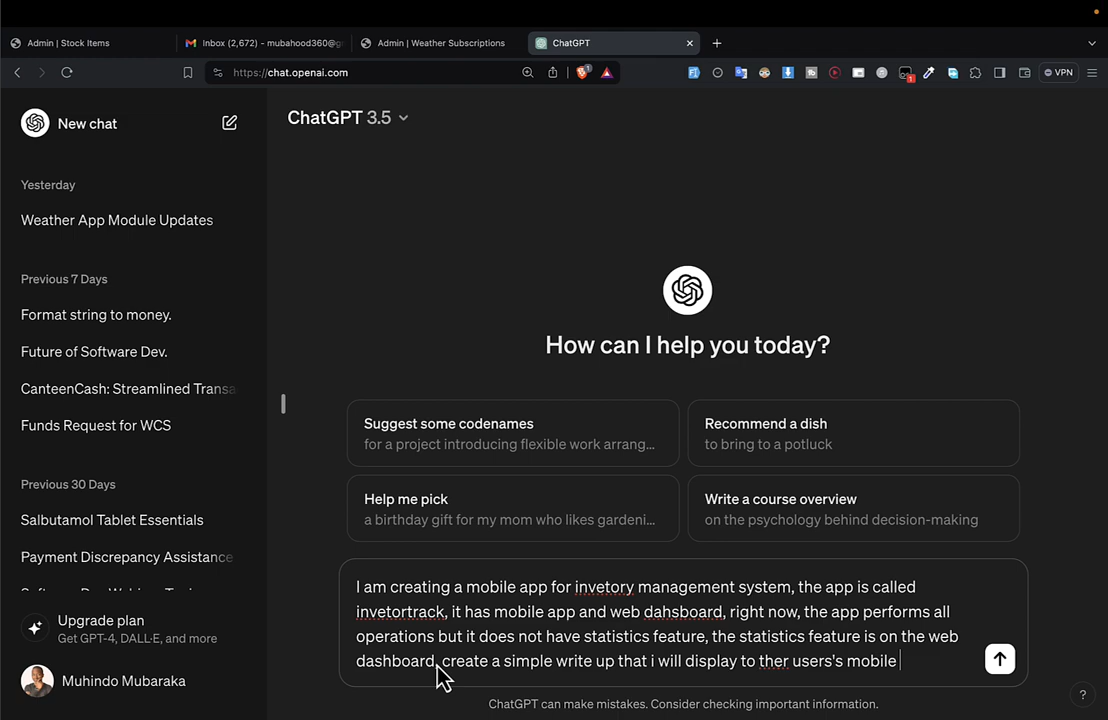 Admin | Stock Items
Inbox (2,672) - mubahood360@g
Admin | Weather Subscriptions
ChatGPT
https://chat.openai.com
VPN
New chat
ChatGPT 3.5
Yesterday
Weather App Module Updates
Previous 7 Days
Format string to money.
Future of Software Dev.
CanteenCash: Streamlined Transa
Funds Request for WCS
Previous 30 Days
Salbutamol Tablet Essentials
Payment Discrepancy Assistance
Upgrade plan
Get GPT-4, DALL·E, and more
Muhindo Mubaraka
How can I help you today?
Suggest some codenames
for a project introducing flexible work arrang...
Recommend a dish
to bring to a potluck
Help me pick
a birthday gift for my mom who likes gardeni...
Write a course overview
on the psychology behind decision-making
I am creating a mobile app for invetory management system, the app is called
invetortrack, it has mobile app and web dahsboard, right now, the app performs all
operations but it does not have statistics feature, the statistics feature is on the web
dashboard, create a simple write up that i will display to ther users's mobile
ChatGPT can make mistakes. Consider checking important information.
?